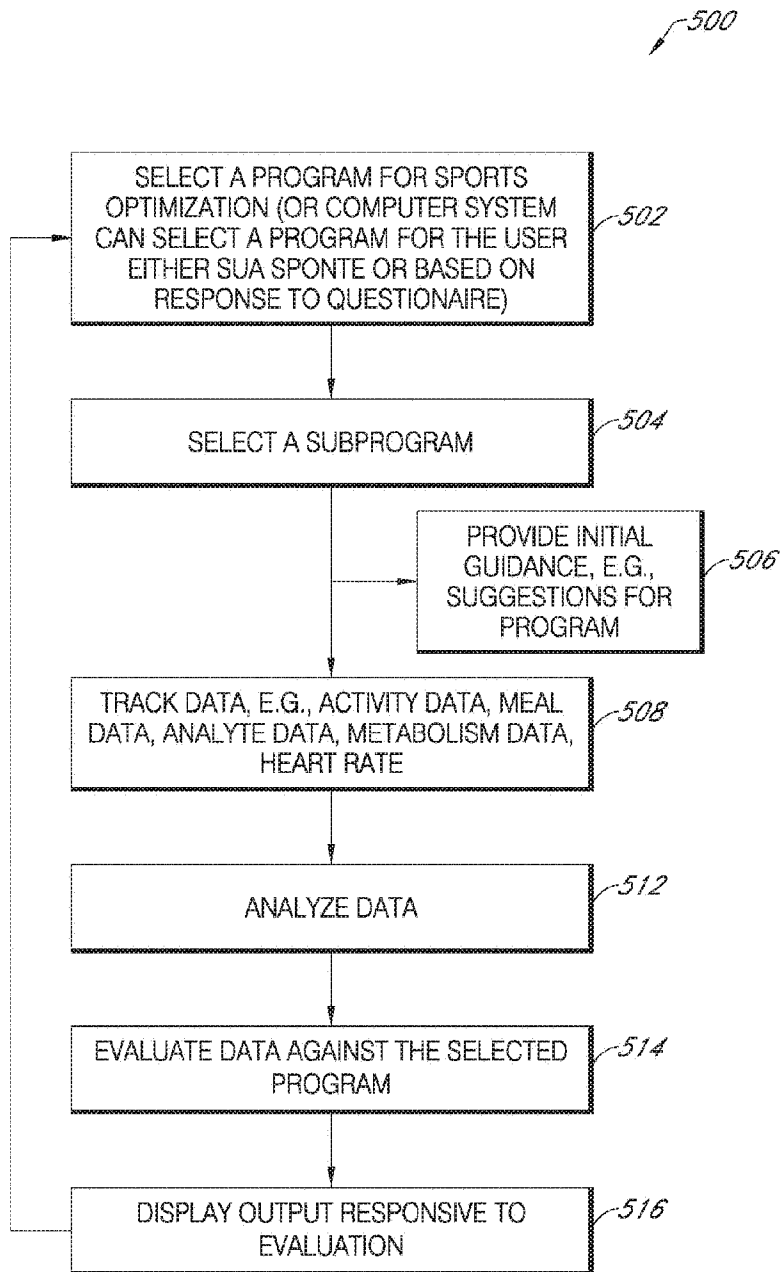 500
SELECT A PROGRAM FOR SPORTS
OPTIMIZATION (OR COMPUTER SYSTEM
CAN SELECT A PROGRAM FOR THE USER
EITHER SUA SPONTE OR BASED ON
RESPONSE TO QUESTIONAIRE)
502
SELECT A SUBPROGRAM
504
PROVIDE INITIAL
GUIDANCE, E.G.,
SUGGESTIONS FOR
PROGRAM
506
TRACK DATA, E.G., ACTIVITY DATA, MEAL
DATA, ANALYTE DATA, METABOLISM DATA,
HEART RATE
508
ANALYZE DATA
512
EVALUATE DATA AGAINST THE SELECTED
PROGRAM
514
DISPLAY OUTPUT RESPONSIVE TO
EVALUATION
516